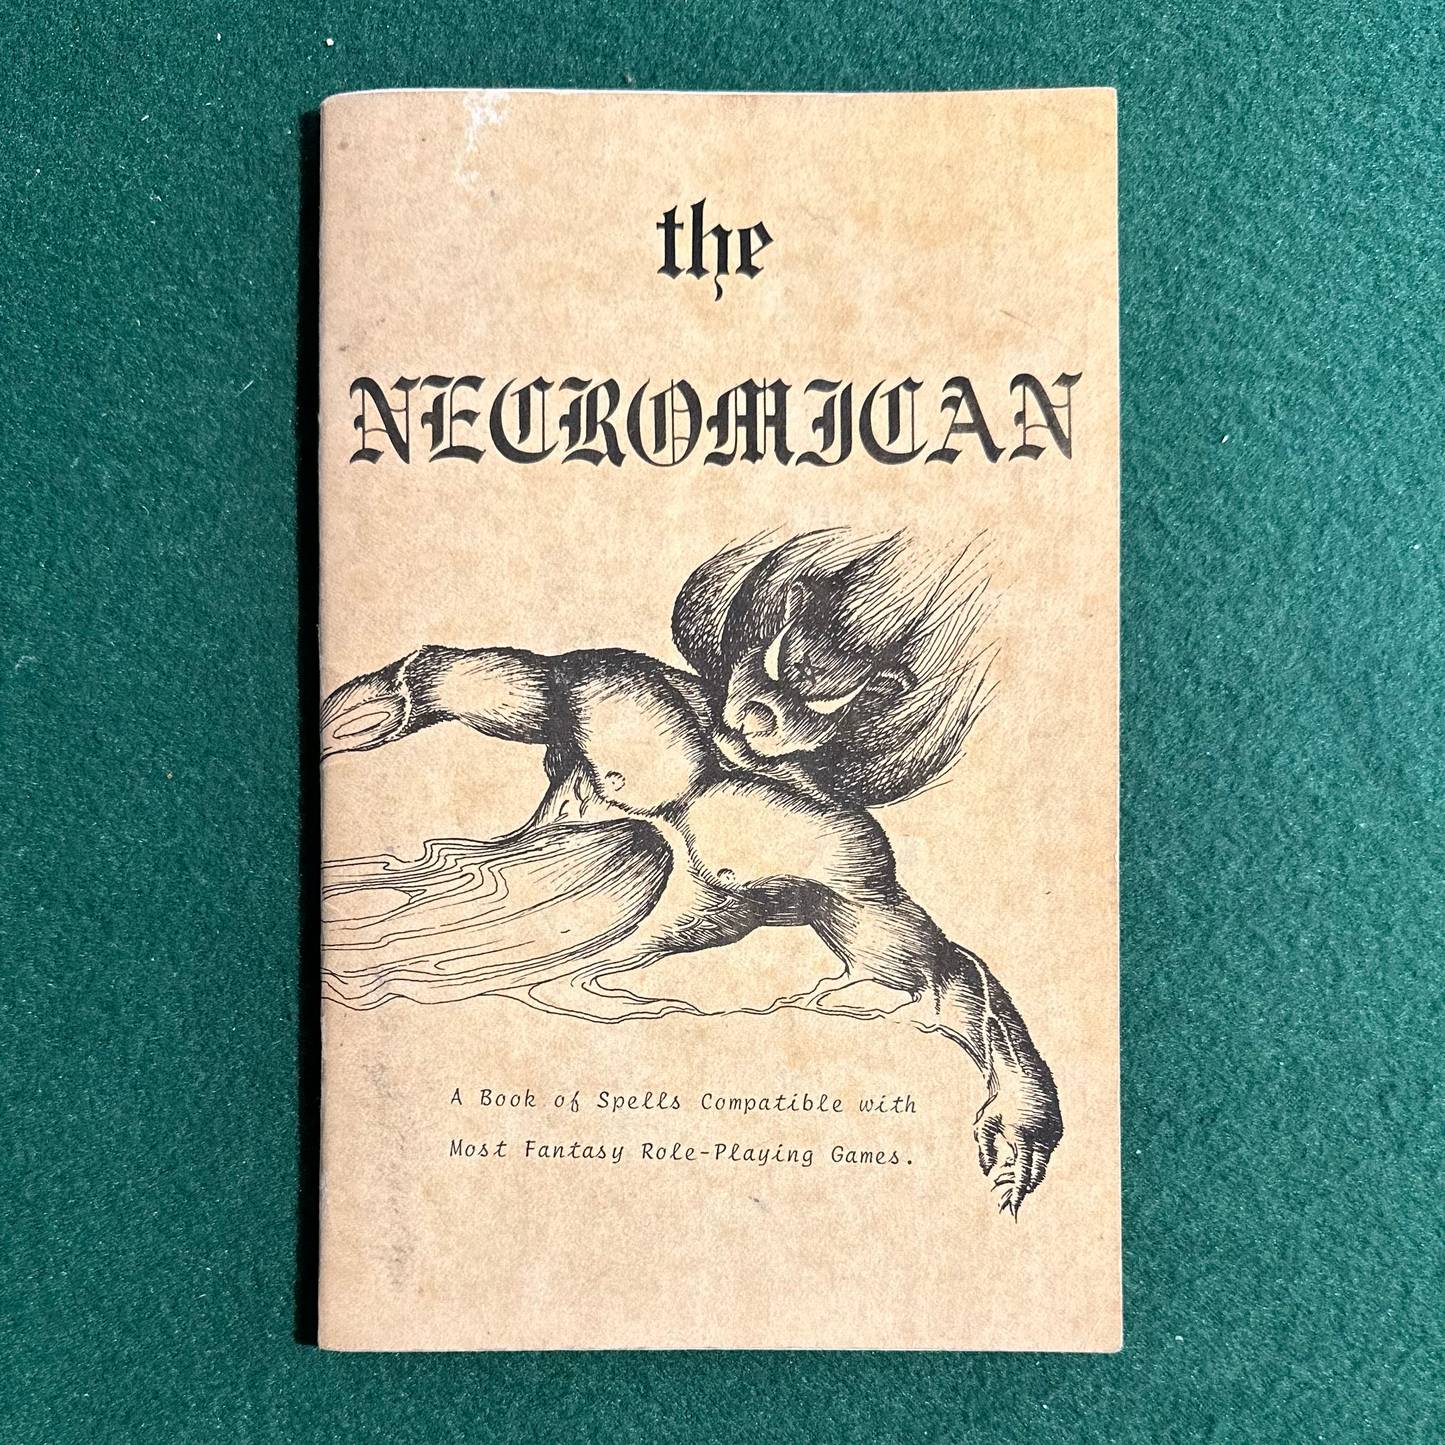 the
NECROMICAN
A Book of Spells Compatible with
Most Fantasy Role-Playing Games.